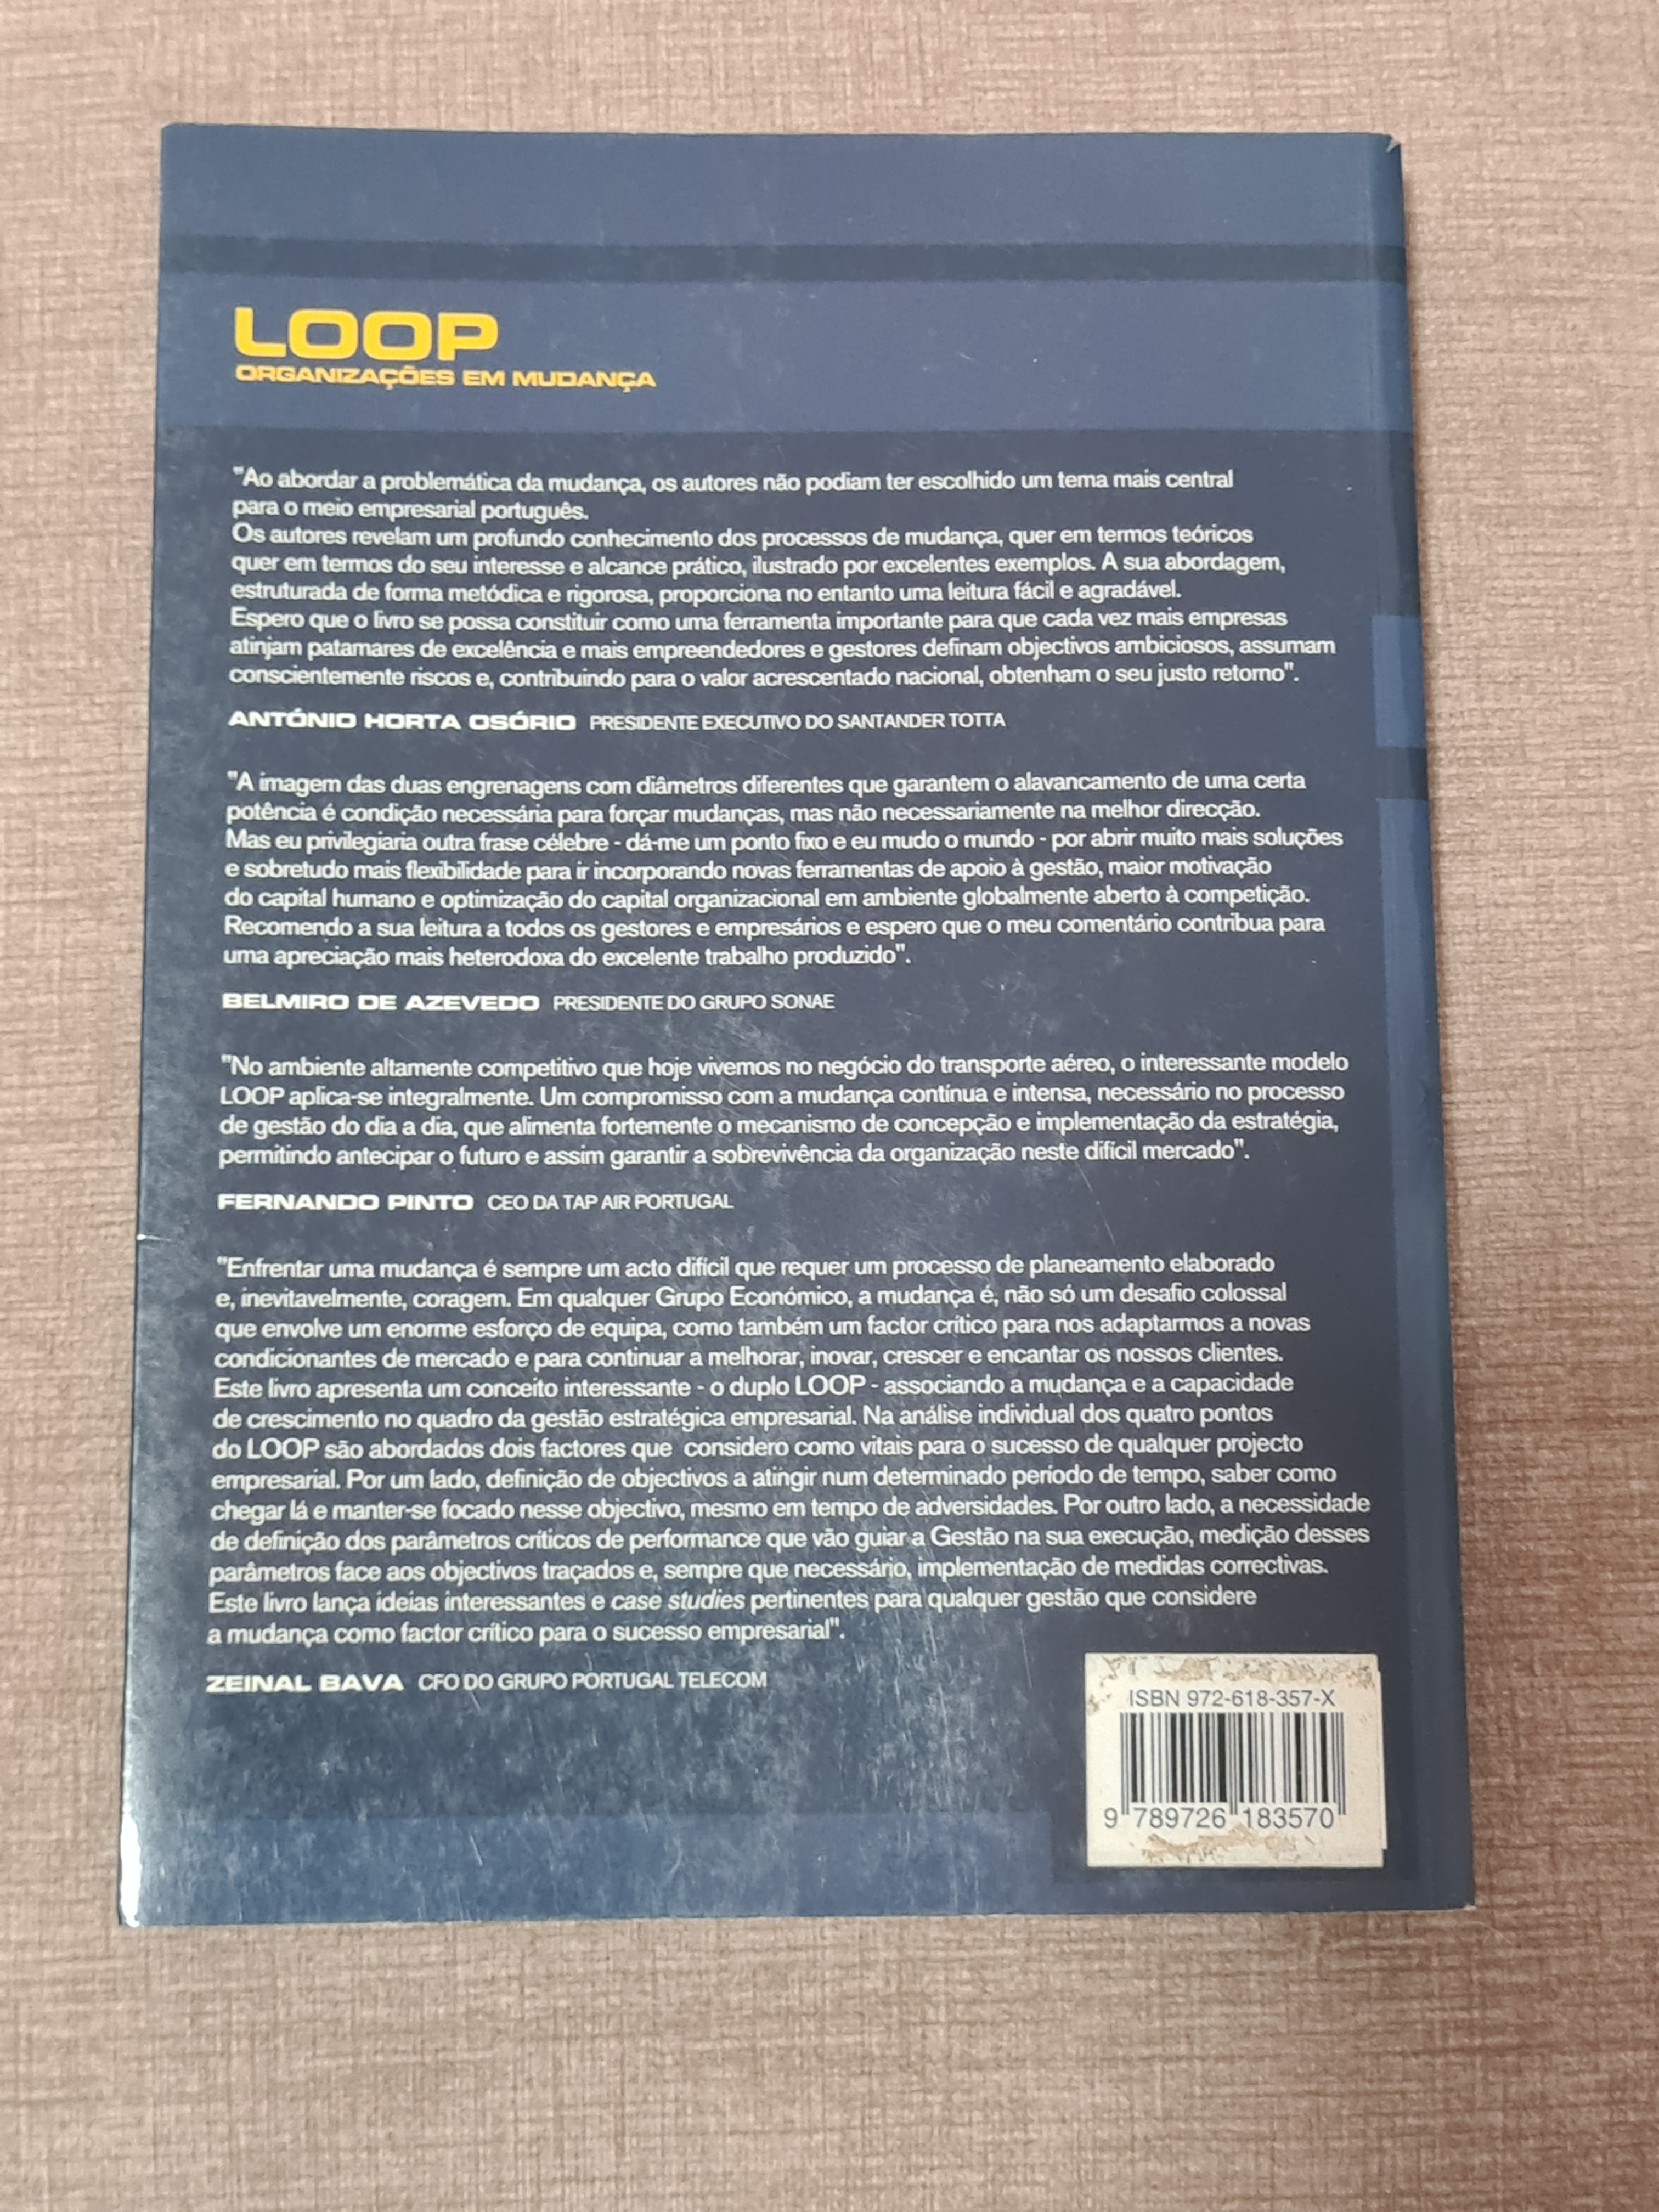 LOOP
ORGANIZAÇÕES EM MUDANÇA
"Ao abordar a problemática da mudança, os autores não podiam ter escolhido um tema mais central
para o meio empresarial português.
Os autores revelam um profundo conhecimento dos processos de mudança, quer em termos teóricos
quer em termos do seu interesse e alcance prático, ilustrado por excelentes exemplos. A sua abordagem,
estruturada de forma metódica e rigorosa, proporciona no entanto uma leitura fácil e agradável.
Espero que o livro se possa constituir como uma ferramenta importante para que cada vez mais empresas
atinjam patamares de excelência e mais empreendedores e gestores definam objectivos ambiciosos, assumam
conscientemente riscos e, contribuindo para o valor acrescentado nacional, obtenham o seu justo retorno".
ANTÓNIO HORTA OSÓRIO PRESIDENTE EXECUTIVO DO SANTANDER TOTTA
"A imagem das duas engrenagens com diâmetros diferentes que garantem o alavancamento de uma certa
potência é condição necessária para forçar mudanças, mas não necessariamente na melhor direcção.
Mas eu privilegiaria outra frase célebre - dá-me um ponto fixo e eu mudo o mundo - por abrir muito mais soluções
e sobretudo mais flexibilidade para ir incorporando novas ferramentas de apoio à gestão, maior motivação
do capital humano e optimização do capital organizacional em ambiente globalmente aberto à competição.
Recomendo a sua leitura a todos os gestores e empresários e espero que o meu comentário contribua para
uma apreciação mais heterodoxa do excelente trabalho produzido".
BELMIRO DE AZEVEDO PRESIDENTE DO GRUPO SONAE
"No ambiente altamente competitivo que hoje vivemos no negócio do transporte aéreo, o interessante modelo
LOOP aplica-se integralmente. Um compromisso com a mudança contínua e intensa, necessário no processo
de gestão do dia a dia, que alimenta fortemente o mecanismo de concepção e implementação da estratégia,
permitindo antecipar o futuro e assim garantir a sobrevivência da organização neste difícil mercado".
FERNANDO PINTO CEO DA TAP AIR PORTUGAL
"Enfrentar uma mudança é sempre um acto difícil que requer um processo de planeamento elaborado
e, inevitavelmente, coragem. Em qualquer Grupo Económico, a mudança é, não só um desafio colossal
que envolve um enorme esforço de equipa, como também um factor crítico para nos adaptarmos a novas
condicionantes de mercado e para continuar a melhorar, inovar, crescer e encantar os nossos clientes.
Este livro apresenta um conceito interessante - o duplo LOOP - associando a mudança e a capacidade
de crescimento no quadro da gestão estratégica empresarial. Na análise individual dos quatro pontos
do LOOP são abordados dois factores que considero como vitais para o sucesso de qualquer projecto
empresarial. Por um lado, definição de objectivos a atingir num determinado período de tempo, saber como
chegar lá e manter-se focado nesse objectivo, mesmo em tempo de adversidades. Por outro lado, a necessidade
de definição dos parâmetros críticos de performance que vão guiar a Gestão na sua execução, medição desses
parâmetros face aos objectivos traçados e, sempre que necessário, implementação de medidas correctivas.
Este livro lança ídeias interessantes e case studies pertinentes para qualquer gestão que considere
a mudança como factor crítico para o sucesso empresarial".
ZEINAL BAVA CFO DO GRUPO PORTUGAL TELECOM
ISBN 972-618-357-X
9 789726 183570